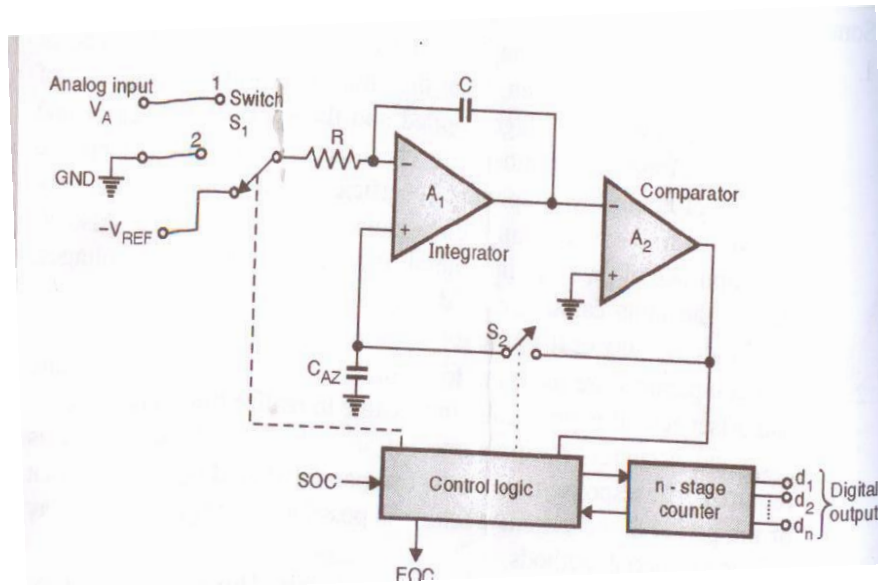 Analog input
V_A
1
Switch
S_1
2
GND
-V_REF
R
C
-
A_1
+
Integrator
Comparator
-
A_2
+
S_2
C_AZ
SOC
Control logic
n - stage
counter
d_1
d_2
d_n
Digital
output
EOC